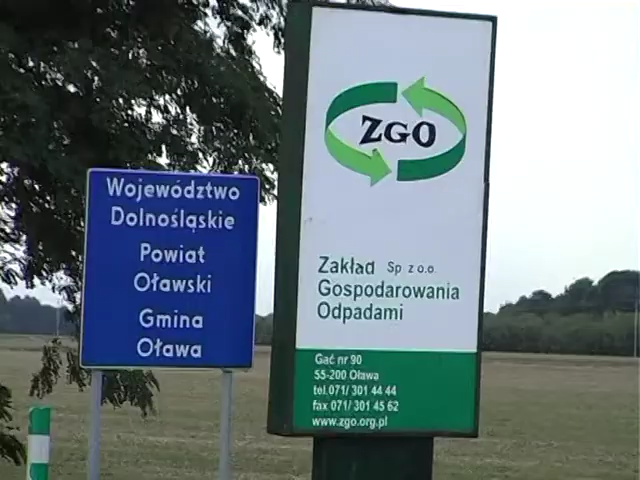 Województwo
Dolnośląskie
Powiat
Oławski
Gmina
Oława
ZGO
Zakład Sp. z o.o.
Gospodarowania
Odpadami
Gać nr 90
55-200 Oława
tel.071/ 301 44 44
fax 071/ 301 45 62
www.zgo.org.pl